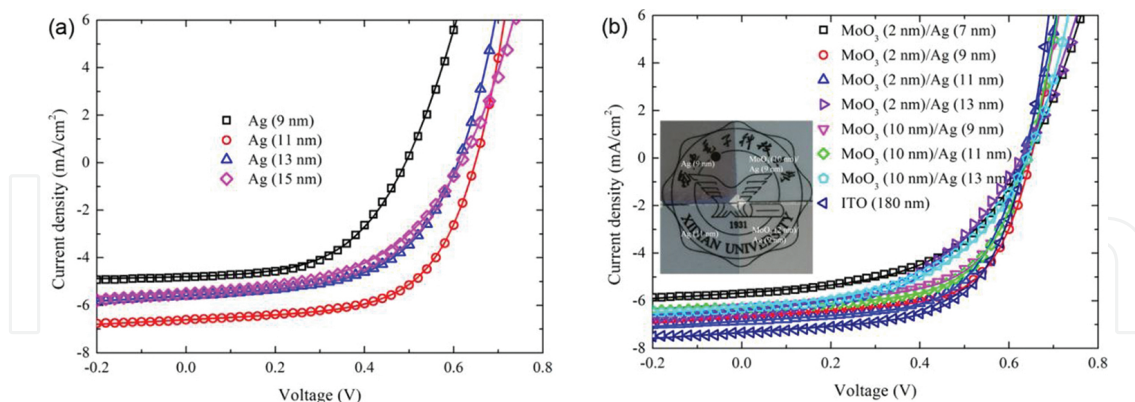 (a)
6
4
2
0
-2
-4
-6
-8
-0.2
0.0
0.2
0.4
0.6
0.8
Current density (mA/cm²)
Voltage (V)
Ag (9 nm)
Ag (11 nm)
Ag (13 nm)
Ag (15 nm)
(b)
6
4
2
0
-2
-4
-6
-8
-0.2
0.0
0.2
0.4
0.6
0.8
Current density (mA/cm²)
Voltage (V)
MoO₃ (2 nm)/Ag (7 nm)
MoO₃ (2 nm)/Ag (9 nm)
MoO₃ (2 nm)/Ag (11 nm)
MoO₃ (2 nm)/Ag (13 nm)
MoO₃ (10 nm)/Ag (9 nm)
MoO₃ (10 nm)/Ag (11 nm)
MoO₃ (10 nm)/Ag (13 nm)
ITO (180 nm)
Ag (9 nm)
Ag (9 nm)
1931
XIDIAN UNIVERSITY